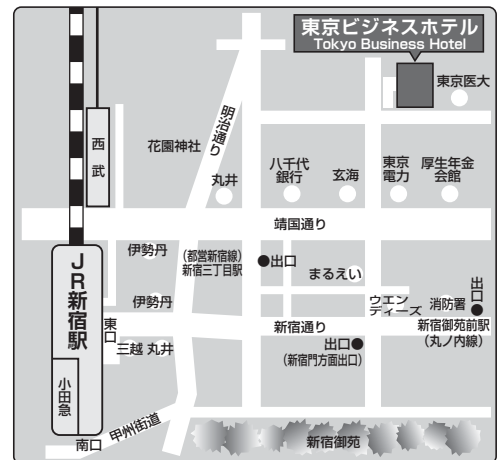 東京ビジネスホテル
Tokyo Business Hotel
東京医大
明治通り
西武
花園神社
丸井
八千代
銀行
玄海
東京
電力
厚生年金
会館
靖国通り
伊勢丹
(都営新宿線)
新宿三丁目駅
出口
まるえい
JR新宿駅
伊勢丹
ウエン
ディーズ
消防署
出口
東口
新宿通り
新宿御苑前駅
(丸ノ内線)
三越
丸井
出口
(新宿門方面出口)
小田急
南口
甲州街道
新宿御苑